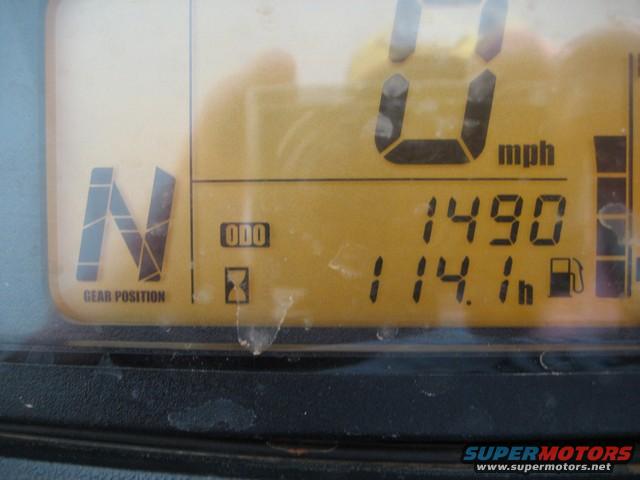 0 mph
N
GEAR POSITION
ODO 1490
114.1h
SUPERMOTORS
www.supermotors.net